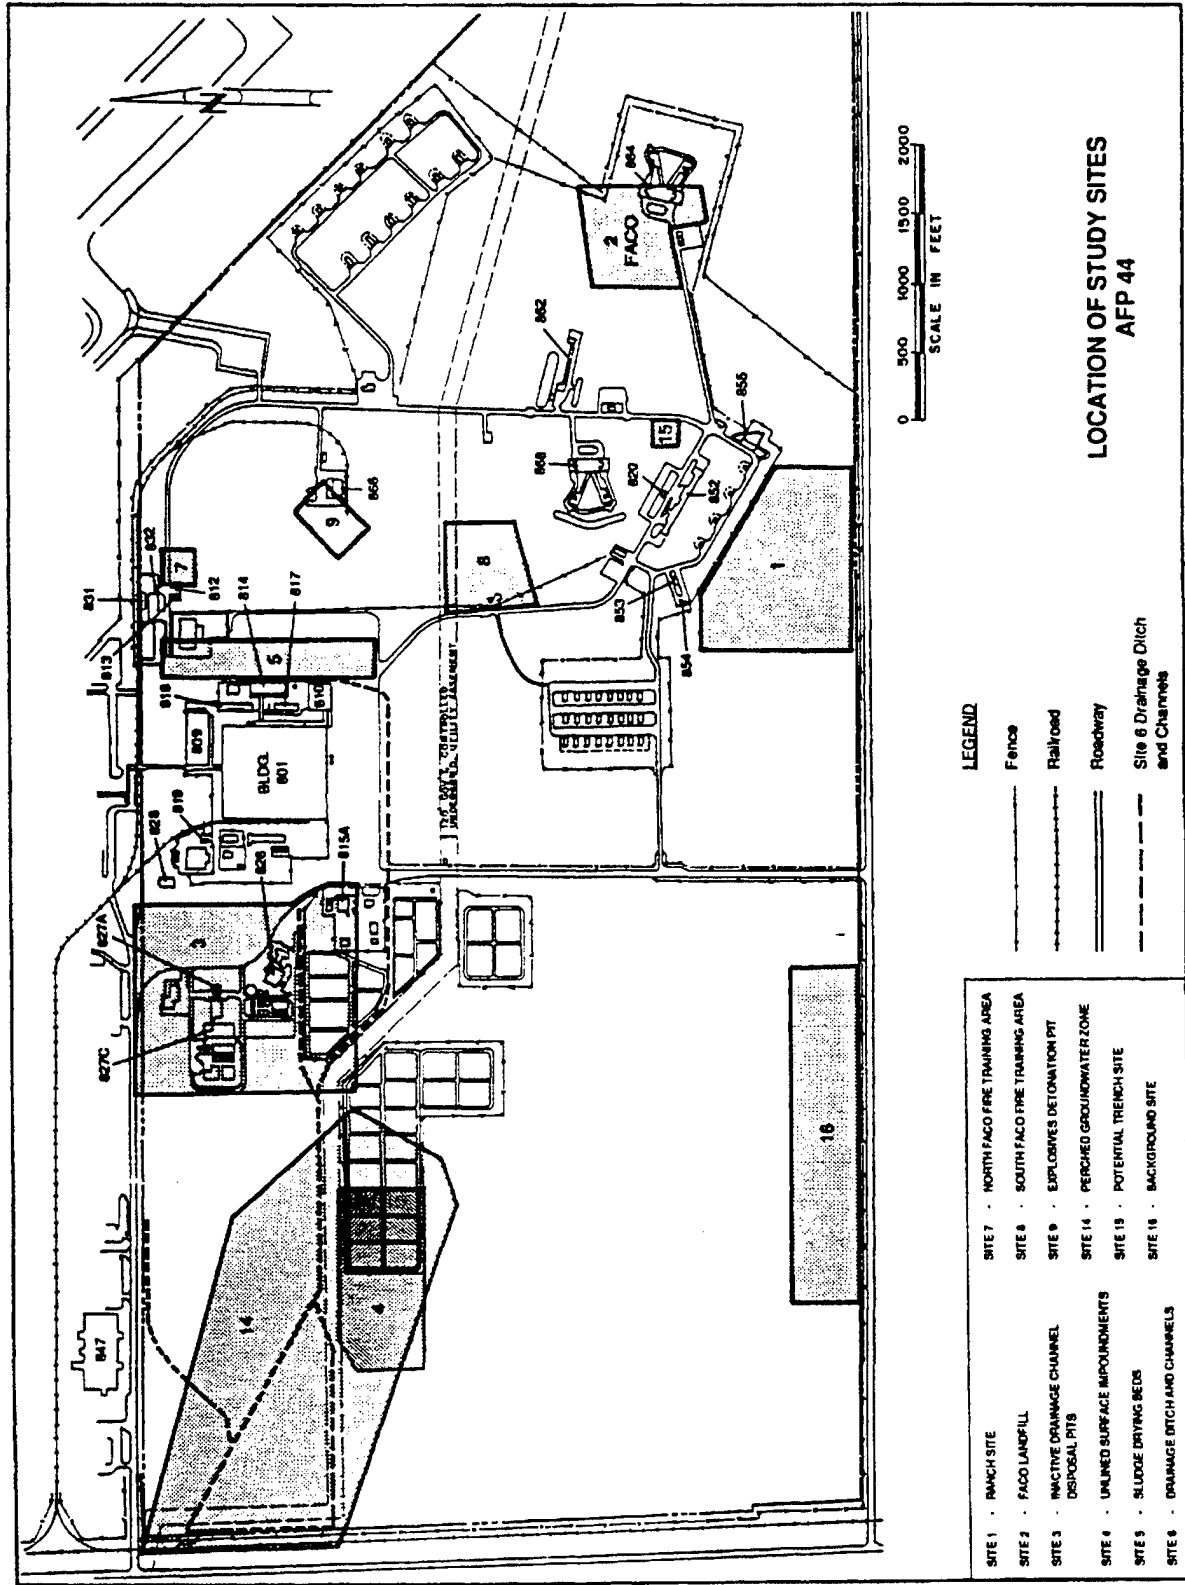 N
831
832
7
813
812
814
817
818
5
809
810
BLDG.
801
819
828
826
815A
827A
3
827C
847
14
4
16
9
866
8
862
868
15
820
852
855
853
854
1
2
FACO
864
120' GOV'T. CONTROLLED
UNDERGRD. UTILITY EASEMENT
0 500 1000 1500 2000
SCALE IN FEET
LOCATION OF STUDY SITES
AFP 44
LEGEND
Fence
Railroad
Roadway
Site 6 Drainage Ditch
and Channels
SITE 1 - RANCH SITE
SITE 2 - FACO LANDFILL
SITE 3 - INACTIVE DRAINAGE CHANNEL
DISPOSAL PITS
SITE 4 - UNLINED SURFACE IMPOUNDMENTS
SITE 5 - SLUDGE DRYING BEDS
SITE 6 - DRAINAGE DITCH AND CHANNELS
SITE 7 - NORTH FACO FIRE TRAINING AREA
SITE 8 - SOUTH FACO FIRE TRAINING AREA
SITE 9 - EXPLOSIVES DETONATION PIT
SITE 14 - PERCHED GROUNDWATER ZONE
SITE 15 - POTENTIAL TRENCH SITE
SITE 16 - BACKGROUND SITE